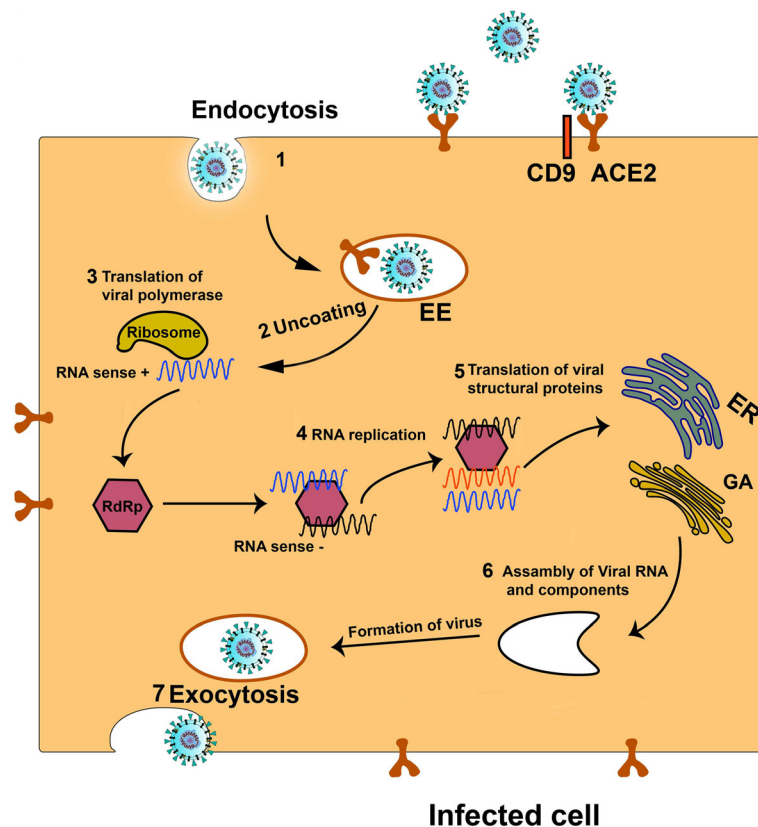 Endocytosis
1
CD9 ACE2
EE
2 Uncoating
3 Translation of
viral polymerase
Ribosome
RNA sense +
RdRp
4 RNA replication
RNA sense -
5 Translation of viral
structural proteins
ER
GA
6 Assambly of Viral RNA
and components
Formation of virus
7 Exocytosis
Infected cell